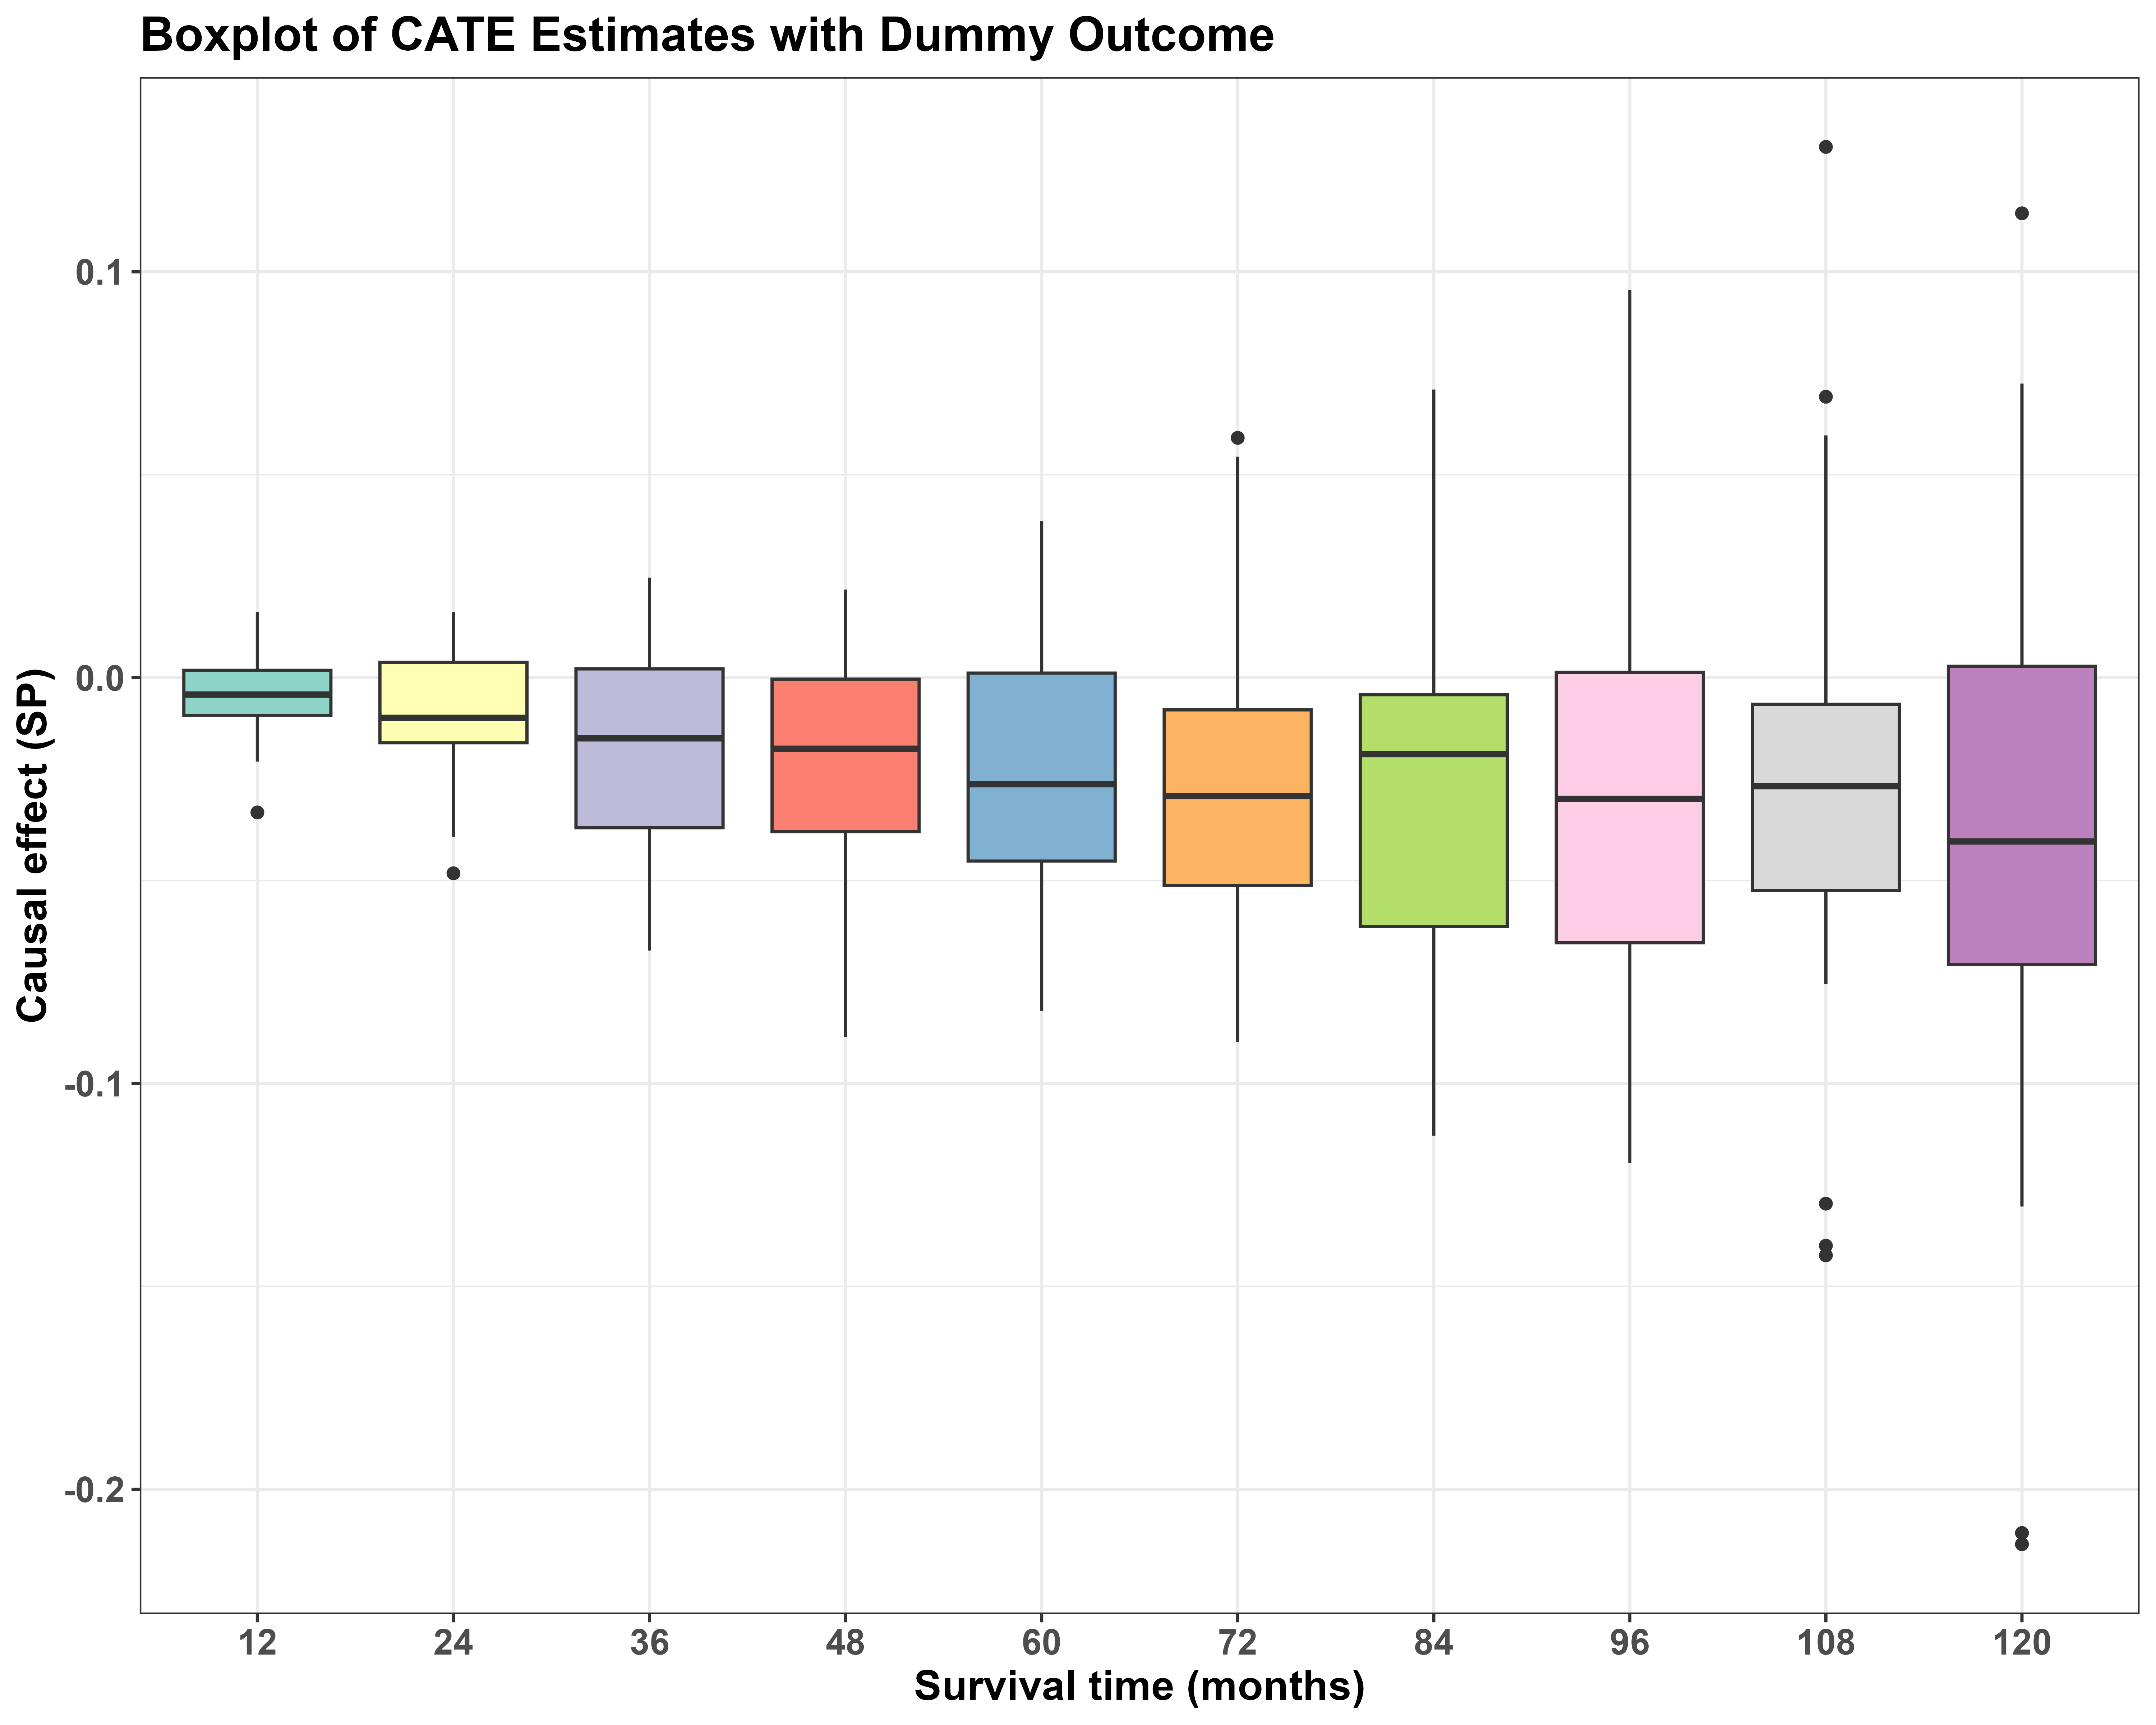 Boxplot of CATE Estimates with Dummy Outcome
Causal effect (SP)
0.1
0.0
-0.1
-0.2
12 24 36 48 60 72 84 96 108 120
Survival time (months)